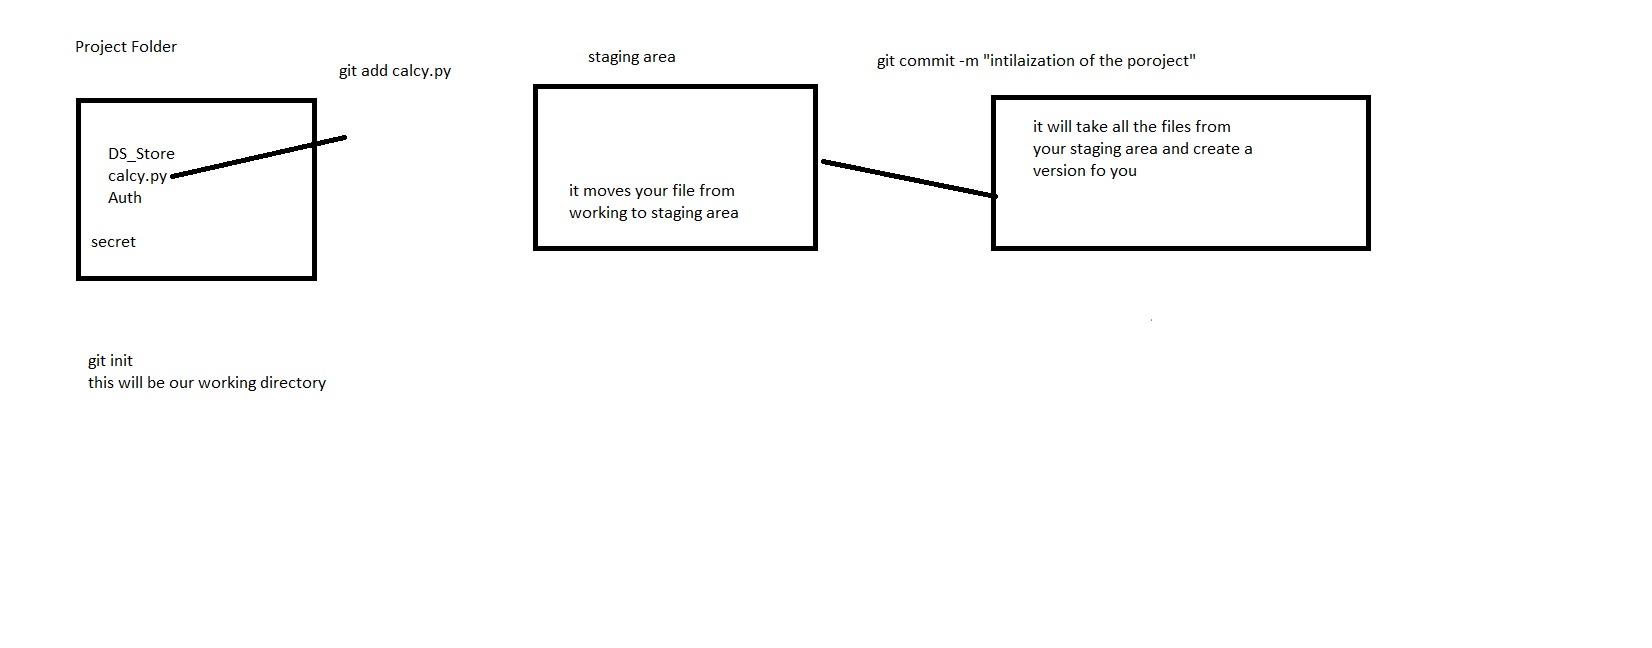 Project Folder
git add calcy.py
staging area
git commit -m "intilaization of the poroject"
DS_Store
calcy.py
Auth
secret
it moves your file from
working to staging area
it will take all the files from
your staging area and create a
version fo you
git init
this will be our working directory